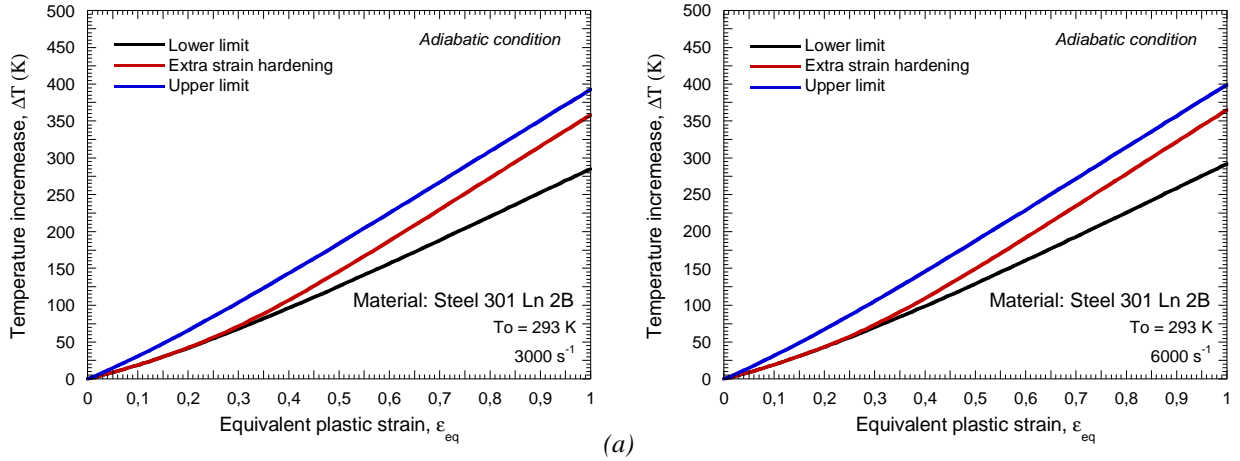 500
450
400
350
300
250
200
150
100
50
0
Temperature incremease, ΔT (K)
Lower limit
Extra strain hardening
Upper limit
Adiabatic condition
Material: Steel 301 Ln 2B
To = 293 K
3000 s⁻¹
0 0,1 0,2 0,3 0,4 0,5 0,6 0,7 0,8 0,9 1
Equivalent plastic strain, ε_eq
500
450
400
350
300
250
200
150
100
50
0
Temperature incremease, ΔT (K)
Lower limit
Extra strain hardening
Upper limit
Adiabatic condition
Material: Steel 301 Ln 2B
To = 293 K
6000 s⁻¹
0 0,1 0,2 0,3 0,4 0,5 0,6 0,7 0,8 0,9 1
Equivalent plastic strain, ε_eq
(a)